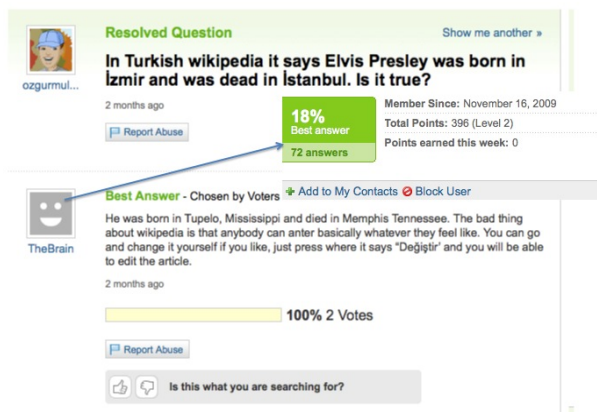 Resolved Question
Show me another »
In Turkish wikipedia it says Elvis Presley was born in
İzmir and was dead in İstanbul. Is it true?
ozgurmul...
2 months ago
Report Abuse
18%
Best answer
72 answers
Member Since: November 16, 2009
Total Points: 396 (Level 2)
Points earned this week: 0
Add to My Contacts
Block User
Best Answer - Chosen by Voters
He was born in Tupelo, Mississippi and died in Memphis Tennessee. The bad thing
about wikipedia is that anybody can anter basically whatever they feel like. You can go
and change it yourself if you like, just press where it says "Değiştir' and you will be able
to edit the article.
TheBrain
2 months ago
100% 2 Votes
Report Abuse
Is this what you are searching for?